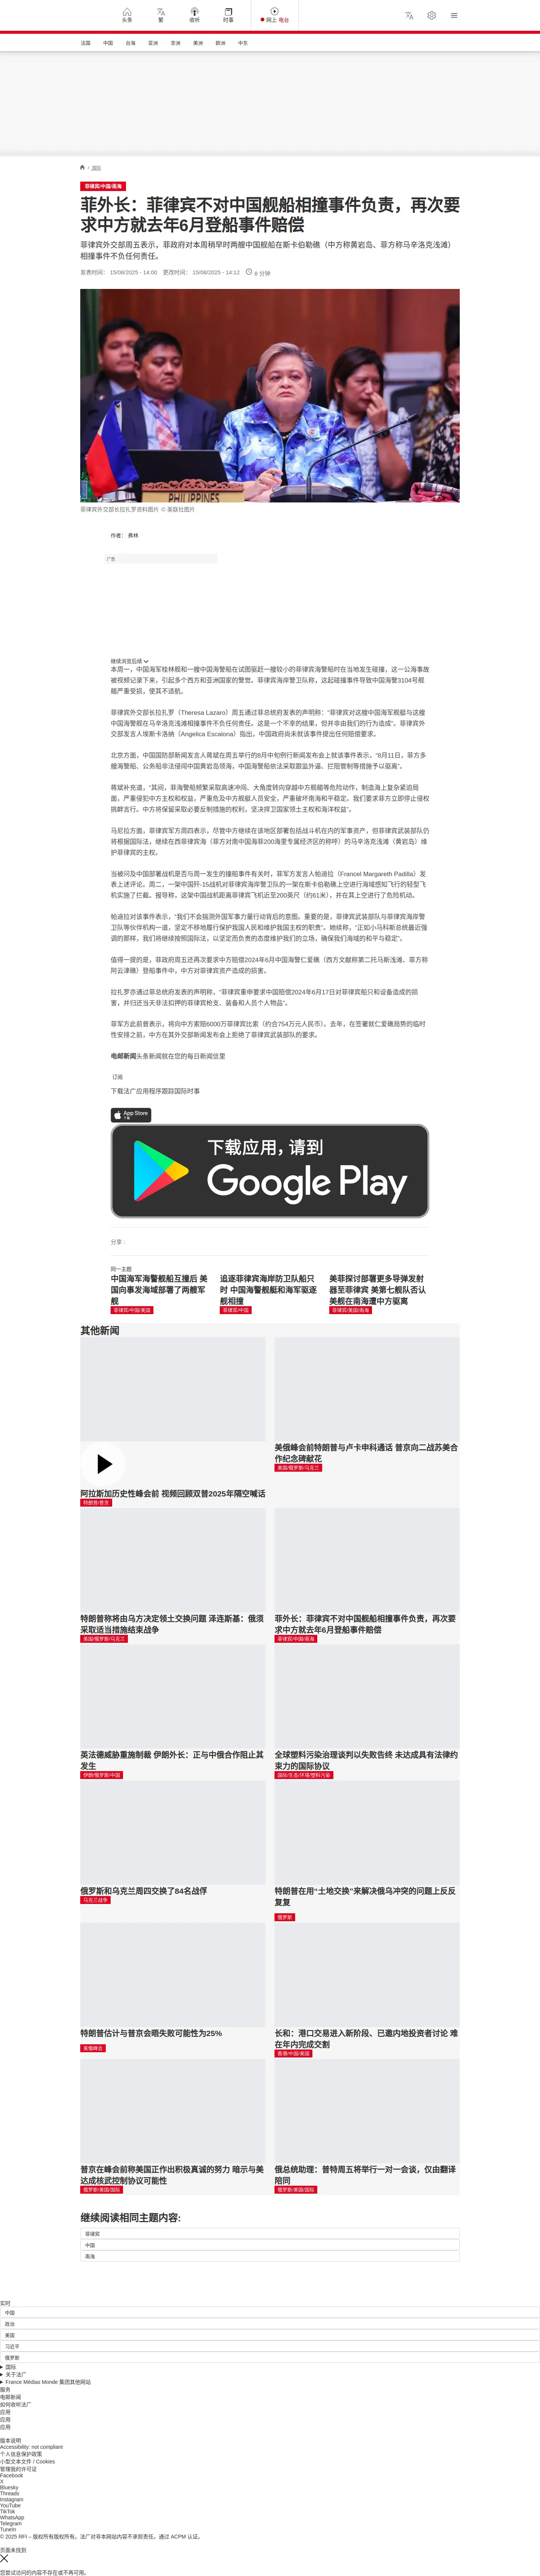 头条
繁
收听
时事
网上 电台
法国
中国
台海
亚洲
非洲
美洲
欧洲
中东
/ 国际
菲律宾/中国/南海
菲外长：菲律宾不对中国舰船相撞事件负责，再次要
求中方就去年6月登船事件赔偿
菲律宾外交部周五表示，菲政府对本周稍早时两艘中国舰船在斯卡伯勒礁（中方称黄岩岛、菲方称马辛洛克浅滩）
相撞事件不负任何责任。
发表时间： 15/08/2025 - 14:00 更改时间： 15/08/2025 - 14:12 8 分钟
PHILIPPINES
菲律宾外交部长拉扎罗资料图片 © 美联社图片
作者： 弗林
广告
继续浏览后续
本周一，中国海军桂林舰和一艘中国海警船在试图驱赶一艘较小的菲律宾海警船时在当地发生碰撞，这一公海事故
被视频记录下来，引起多个西方和亚洲国家的警觉。菲律宾海岸警卫队称，这起碰撞事件导致中国海警3104号舰
艏严重受损，使其不适航。
菲律宾外交部长拉扎罗（Theresa Lazaro）周五通过菲总统府发表的声明称：“菲律宾对这艘中国海军舰艇与这艘
中国海警舰在马辛洛克浅滩相撞事件不负任何责任。这是一个不幸的结果，但并非由我们的行为造成”。菲律宾外
交部发言人埃斯卡洛纳（Angelica Escalona）指出，中国政府尚未就该事件提出任何赔偿要求。
北京方面，中国国防部新闻发言人蒋斌在周五举行的8月中旬例行新闻发布会上就该事件表示，“8月11日，菲方多
艘海警船、公务船非法侵闯中国黄岩岛领海，中国海警船依法采取跟监外逼、拦阻管制等措施予以驱离”。
蒋斌补充道，“其间，菲海警船频繁采取高速冲闯、大角度转向穿越中方舰艏等危险动作，制造海上复杂紧迫局
面，严重侵犯中方主权和权益，严重危及中方舰艇人员安全，严重破坏南海和平稳定。我们要求菲方立即停止侵权
挑衅言行。中方将保留采取必要反制措施的权利，坚决捍卫国家领土主权和海洋权益”。
马尼拉方面，菲律宾军方周四表示，尽管中方继续在该地区部署包括战斗机在内的军事资产，但菲律宾武装部队仍
将根据国际法，继续在西菲律宾海（菲方对南中国海菲200海里专属经济区的称呼）的马辛洛克浅滩（黄岩岛）维
护菲律宾的主权。
当被问及中国部署战机是否与周一发生的撞船事件有关时，菲军方发言人帕迪拉（Francel Margareth Padilla）发
表上述评论。周二，一架中国歼-15战机对菲律宾海岸警卫队的一架在斯卡伯勒礁上空进行海域感知飞行的轻型飞
机实施了拦截。报导称，这架中国战机距离菲律宾飞机近至200英尺（约61米），并在其上空进行了危险机动。
帕迪拉对该事件表示，“我们不会揣测外国军事力量行动背后的意图。重要的是，菲律宾武装部队与菲律宾海岸警
卫队等伙伴机构一道，坚定不移地履行保护我国人民和维护我国主权的职责”。她续称，“正如小马科斯总统最近强
调的那样，我们将继续按照国际法，以坚定而负责的态度维护我们的立场，确保我们海域的和平与稳定”。
值得一提的是，菲政府周五还再次要求中方赔偿2024年6月中国海警仁爱礁（西方文献称第二托马斯浅滩、菲方称
阿云津礁）登船事件中，中方对菲律宾资产造成的损害。
拉扎罗亦通过菲总统府发表的声明称，“菲律宾重申要求中国赔偿2024年6月17日对菲律宾船只和设备造成的损
害，并归还当天非法扣押的菲律宾枪支、装备和人员个人物品”。
菲军方此前曾表示，将向中方索赔6000万菲律宾比索（约合754万元人民币）。去年，在签署就仁爱礁局势的临时
性安排之前，中方在其外交部新闻发布会上拒绝了菲律宾武装部队的要求。
电邮新闻头条新闻就在您的每日新闻信里
订阅
下载法广应用程序跟踪国际时事
App Store
下载
下载应用，请到
Google Play
分享：
同一主题
中国海军海警舰船互撞后 美
国向事发海域部署了两艘军
舰
菲律宾/中国/美国
追逐菲律宾海岸防卫队船只
时 中国海警舰艇和海军驱逐
舰相撞
菲律宾/中国
美菲探讨部署更多导弹发射
器至菲律宾 美第七舰队否认
美舰在南海遭中方驱离
菲律宾/美国/南海
其他新闻
阿拉斯加历史性峰会前 视频回顾双普2025年隔空喊话
特朗普/普京
美俄峰会前特朗普与卢卡申科通话 普京向二战苏美合
作纪念碑献花
美国/俄罗斯/乌克兰
特朗普称将由乌方决定领土交换问题 泽连斯基：俄须
采取适当措施结束战争
美国/俄罗斯/乌克兰
菲外长：菲律宾不对中国舰船相撞事件负责，再次要
求中方就去年6月登船事件赔偿
菲律宾/中国/南海
英法德威胁重施制裁 伊朗外长：正与中俄合作阻止其
发生
伊朗/俄罗斯/中国
全球塑料污染治理谈判以失败告终 未达成具有法律约
束力的国际协议
国际/生态/环境/塑料污染
俄罗斯和乌克兰周四交换了84名战俘
乌克兰战争
特朗普在用“土地交换”来解决俄乌冲突的问题上反反
复复
俄罗斯
特朗普估计与普京会晤失败可能性为25%
美俄峰会
长和：港口交易进入新阶段、已邀内地投资者讨论 难
在年内完成交割
香港/中国/美国
普京在峰会前称美国正作出积极真诚的努力 暗示与美
达成核武控制协议可能性
俄罗斯/美国/国际
俄总统助理：普特周五将举行一对一会谈，仅由翻译
陪同
俄罗斯/美国/国际
继续阅读相同主题内容:
菲律宾
中国
南海
实时
中国
政治
美国
习近平
俄罗斯
国际
关于法广
France Médias Monde 集团其他网站
服务
电邮新闻
如何收听法广
应用
应用
应用
版本说明
Accessibility: not compliant
个人信息保护政策
小型文本文件 / Cookies
管理我的许可证
Facebook
X
Bluesky
Threads
Instagram
YouTube
TikTok
WhatsApp
Telegram
TuneIn
© 2025 RFI – 版权所有版权所有。法广对非本网站内容不承担责任。通过 ACPM 认证。
页面未找到
您尝试访问的内容不存在或不再可用。